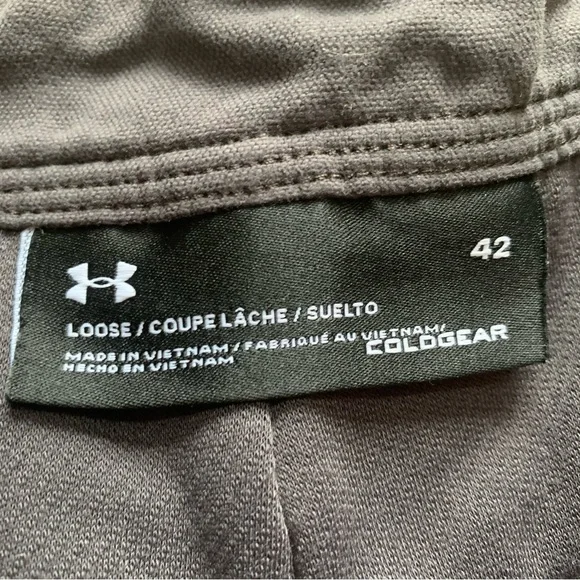 42
LOOSE / COUPE LÂCHE / SUELTO
MADE IN VIETNAM / FABRIQUÉ AU VIETNAM/
HECHO EN VIETNAM
COLDGEAR